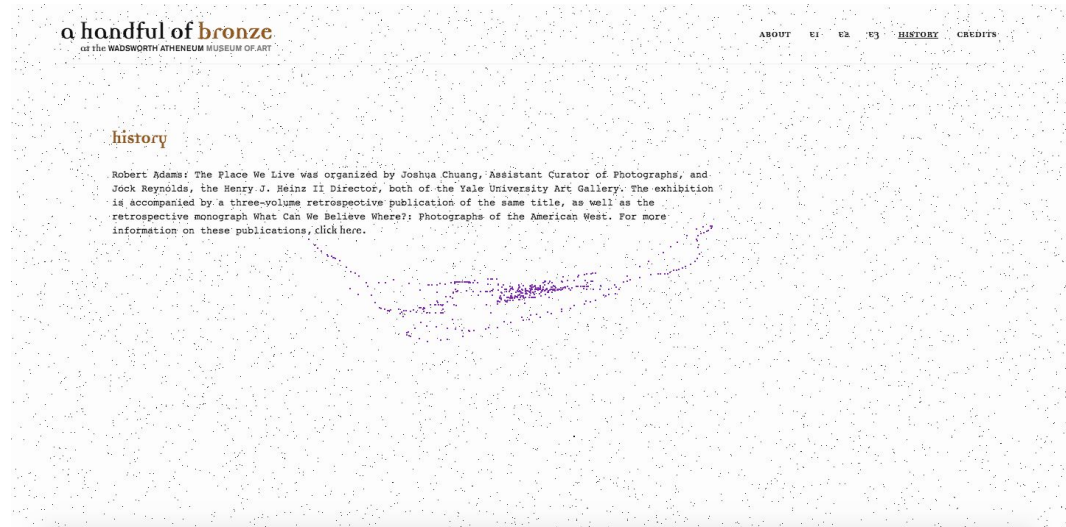 a handful of bronze
at the WADSWORTH ATHENEUM MUSEUM OF ART
ABOUT E1 E2 E3 HISTORY CREDITS
history
Robert Adams: The Place We Live was organized by Joshua Chuang, Assistant Curator of Photographs, and
Jock Reynolds, the Henry J. Heinz II Director, both of the Yale University Art Gallery. The exhibition
is accompanied by a three-volume retrospective publication of the same title, as well as the
retrospective monograph What Can We Believe Where?: Photographs of the American West. For more
information on these publications, click here.